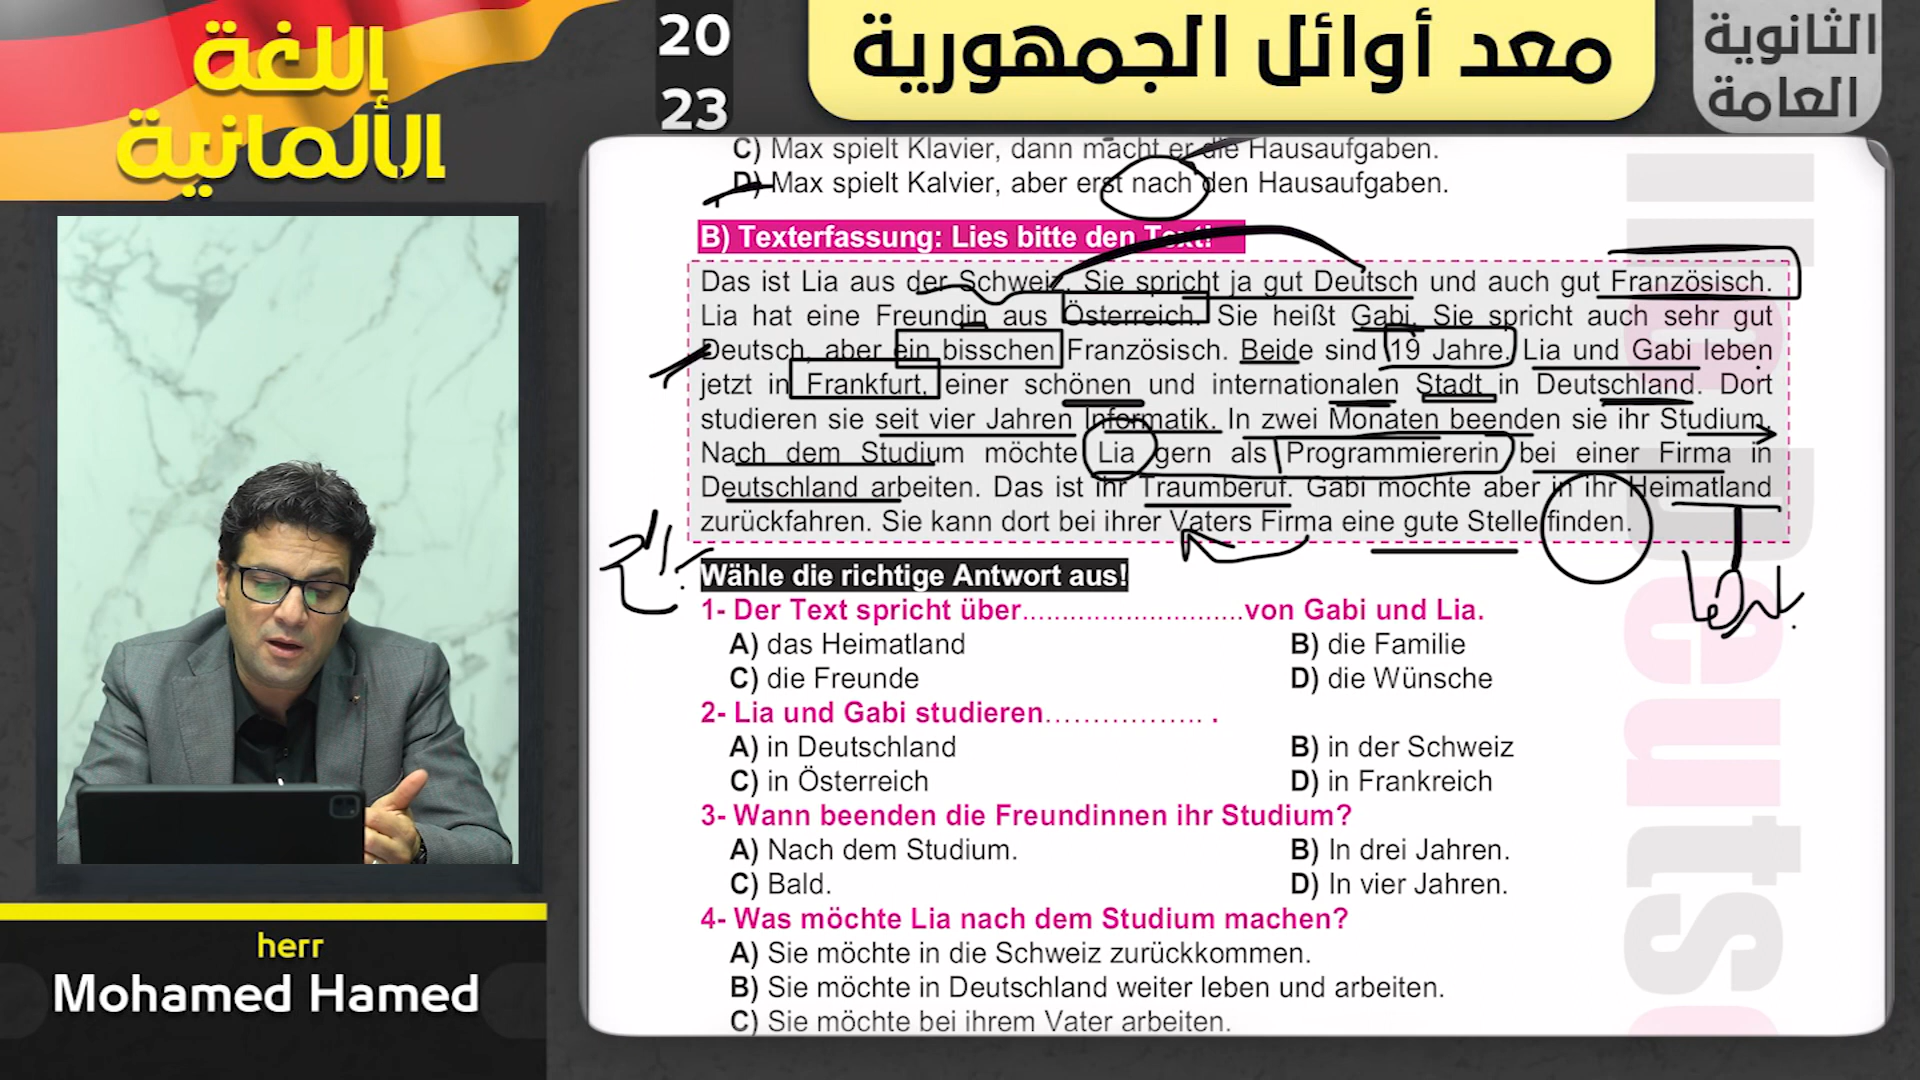 اللغة
الألمانية
20
23
معد أوائل الجمهورية
الثانوية
العامة
C) Max spielt Klavier, dann macht er die Hausaufgaben.
D) Max spielt Kalvier, aber erst nach den Hausaufgaben.
B) Texterfassung: Lies bitte den Text!
Das ist Lia aus der Schweiz. Sie spricht ja gut Deutsch und auch gut Französisch.
Lia hat eine Freundin aus Österreich. Sie heißt Gabi. Sie spricht auch sehr gut
Deutsch, aber ein bisschen Französisch. Beide sind 19 Jahre. Lia und Gabi leben
jetzt in Frankfurt, einer schönen und internationalen Stadt in Deutschland. Dort
studieren sie seit vier Jahren Informatik. In zwei Monaten beenden sie ihr Studium.
Nach dem Studium möchte Lia gern als Programmiererin bei einer Firma in
Deutschland arbeiten. Das ist ihr Traumberuf. Gabi möchte aber in ihr Heimatland
zurückfahren. Sie kann dort bei ihrer Vaters Firma eine gute Stelle finden.
Wähle die richtige Antwort aus!
1- Der Text spricht über...........................von Gabi und Lia.
A) das Heimatland
B) die Familie
C) die Freunde
D) die Wünsche
2- Lia und Gabi studieren................. .
A) in Deutschland
B) in der Schweiz
C) in Österreich
D) in Frankreich
3- Wann beenden die Freundinnen ihr Studium?
A) Nach dem Studium.
B) In drei Jahren.
C) Bald.
D) In vier Jahren.
4- Was möchte Lia nach dem Studium machen?
A) Sie möchte in die Schweiz zurückkommen.
B) Sie möchte in Deutschland weiter leben und arbeiten.
C) Sie möchte bei ihrem Vater arbeiten.
herr
Mohamed Hamed